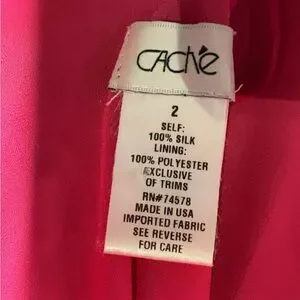 CAChé
2
SELF:
100% SILK
LINING:
100% POLYESTER
EXCLUSIVE
OF TRIMS
RN#74578
MADE IN USA
IMPORTED FABRIC
SEE REVERSE
FOR CARE